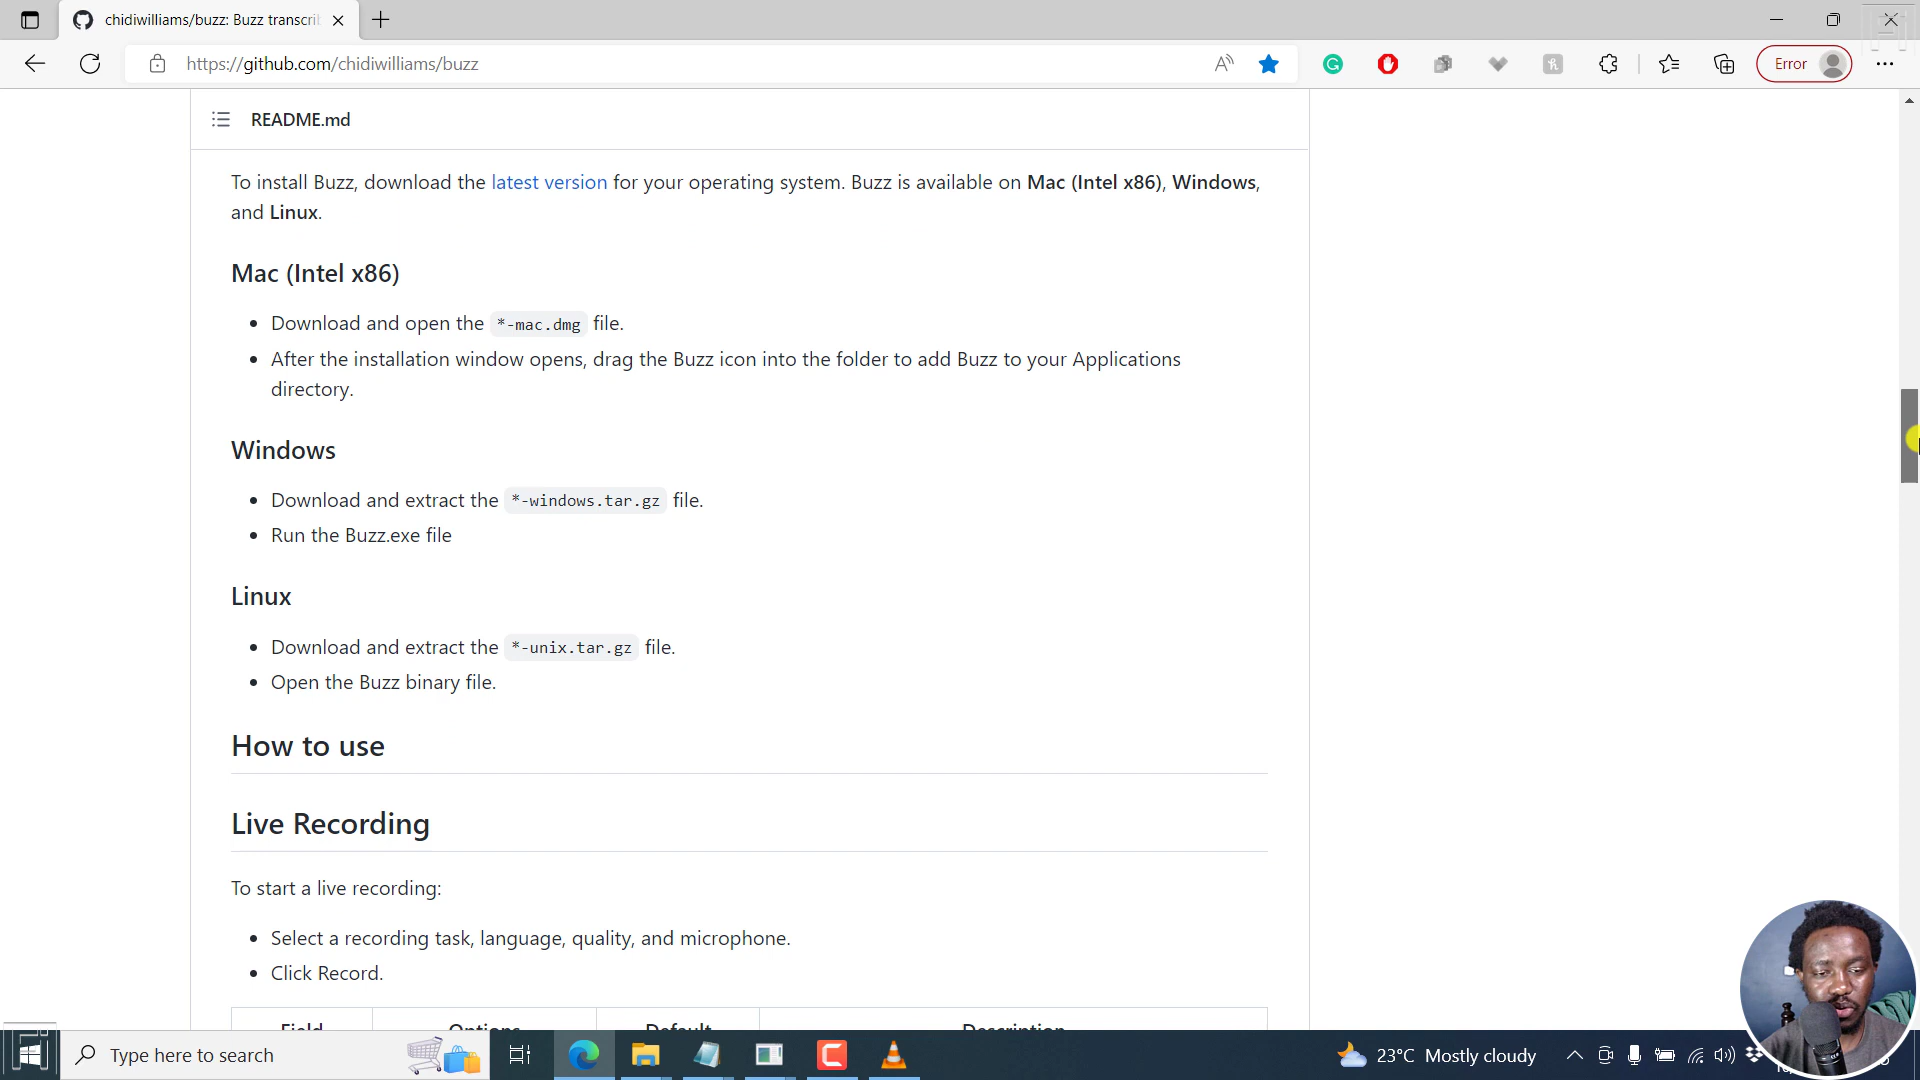 chidiwilliams/buzz: Buzz transcri
https://github.com/chidiwilliams/buzz
Error
README.md
To install Buzz, download the latest version for your operating system. Buzz is available on Mac (Intel x86), Windows,
and Linux.
Mac (Intel x86)
Download and open the *-mac.dmg file.
After the installation window opens, drag the Buzz icon into the folder to add Buzz to your Applications
directory.
Windows
Download and extract the *-windows.tar.gz file.
Run the Buzz.exe file
Linux
Download and extract the *-unix.tar.gz file.
Open the Buzz binary file.
How to use
Live Recording
To start a live recording:
Select a recording task, language, quality, and microphone.
Click Record.
Field Options Default Description
Type here to search
23°C Mostly cloudy